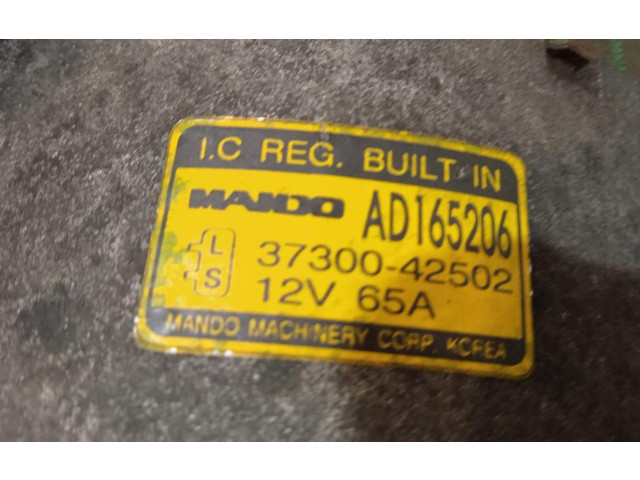 I.C REG. BUILT IN
MANDO AD165206
L 37300-42502
S 12V 65A
MANDO MACHINERY CORP. KOREA